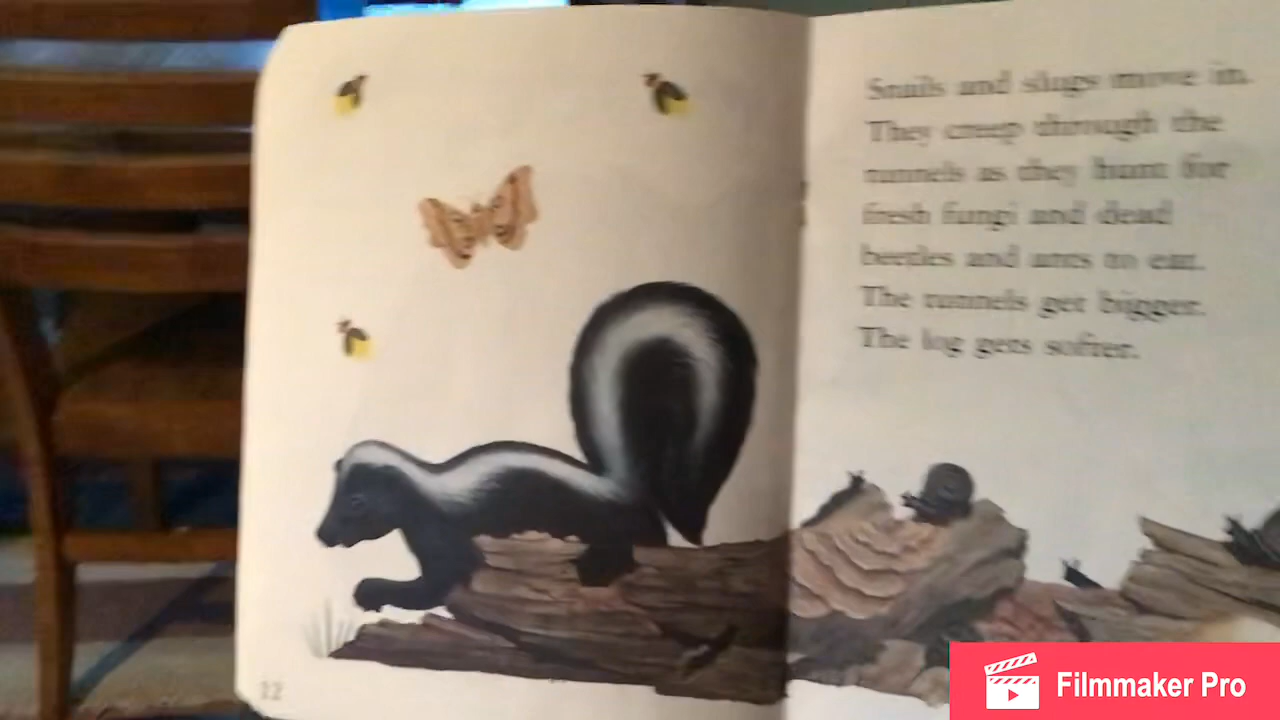 Snails and slugs move in.
They creep through the
tunnels as they hunt for
fresh fungi and dead
beetles and ants to eat.
The tunnels get bigger.
The log gets softer.
12
Filmmaker Pro